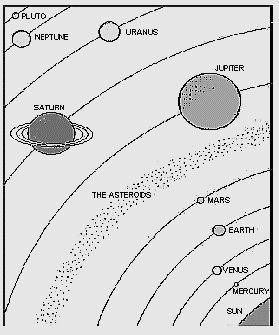 PLUTO
NEPTUNE
URANUS
JUPITER
SATURN
THE ASTEROIDS
MARS
EARTH
VENUS
MERCURY
SUN